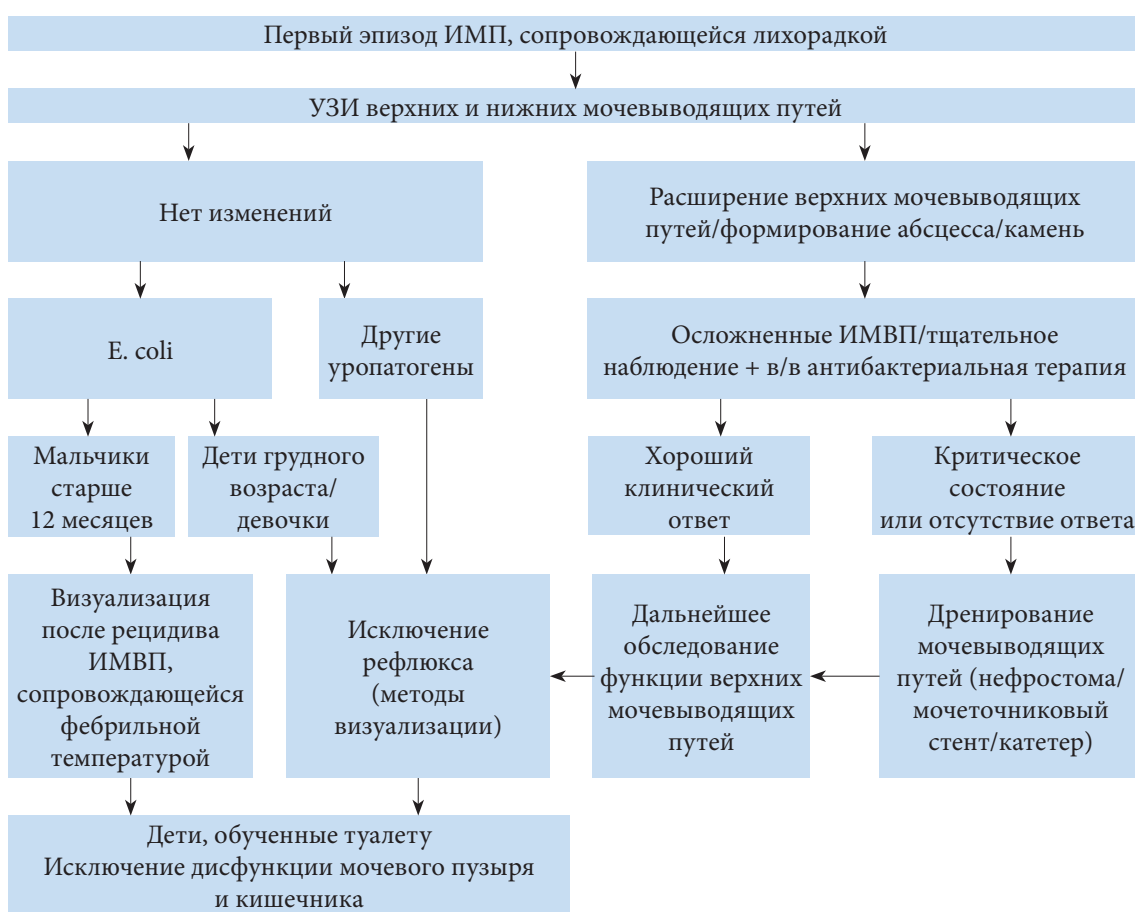 Первый эпизод ИМП, сопровождающейся лихорадкой
УЗИ верхних и нижних мочевыводящих путей
Нет изменений
Расширение верхних мочевыводящих
путей/формирование абсцесса/камень
E. coli
Другие
уропатогены
Осложненные ИМВП/тщательное
наблюдение + в/в антибактериальная терапия
Мальчики
старше
12 месяцев
Дети грудного
возраста/
девочки
Хороший
клинический
ответ
Критическое
состояние
или отсутствие ответа
Визуализация
после рецидива
ИМВП,
сопровождающейся
фебрильной
температурой
Исключение
рефлюкса
(методы
визуализации)
Дальнейшее
обследование
функции верхних
мочевыводящих
путей
Дренирование
мочевыводящих
путей (нефростома/
мочеточниковый
стент/катетер)
Дети, обученные туалету
Исключение дисфункции мочевого пузыря
и кишечника